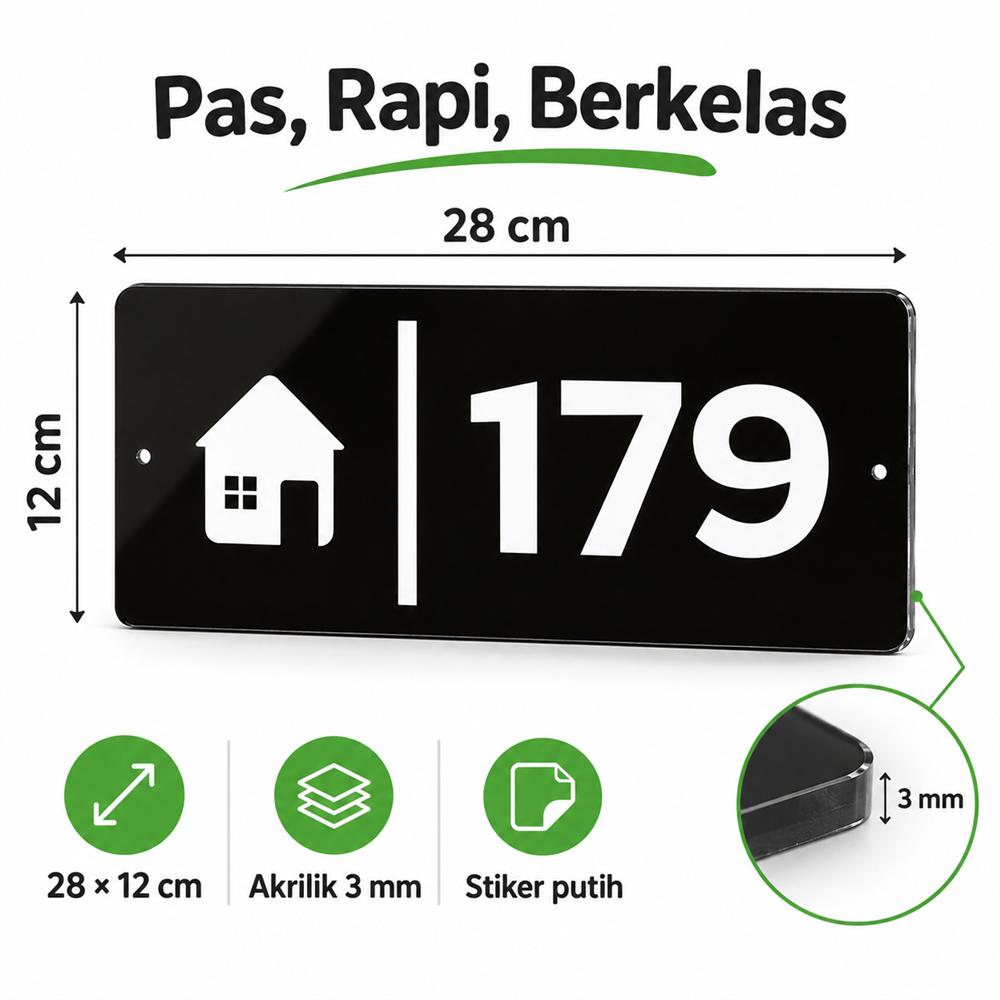 Pas, Rapi, Berkelas
28 cm
12 cm
179
3 mm
28 × 12 cm
Akrilik 3 mm
Stiker putih